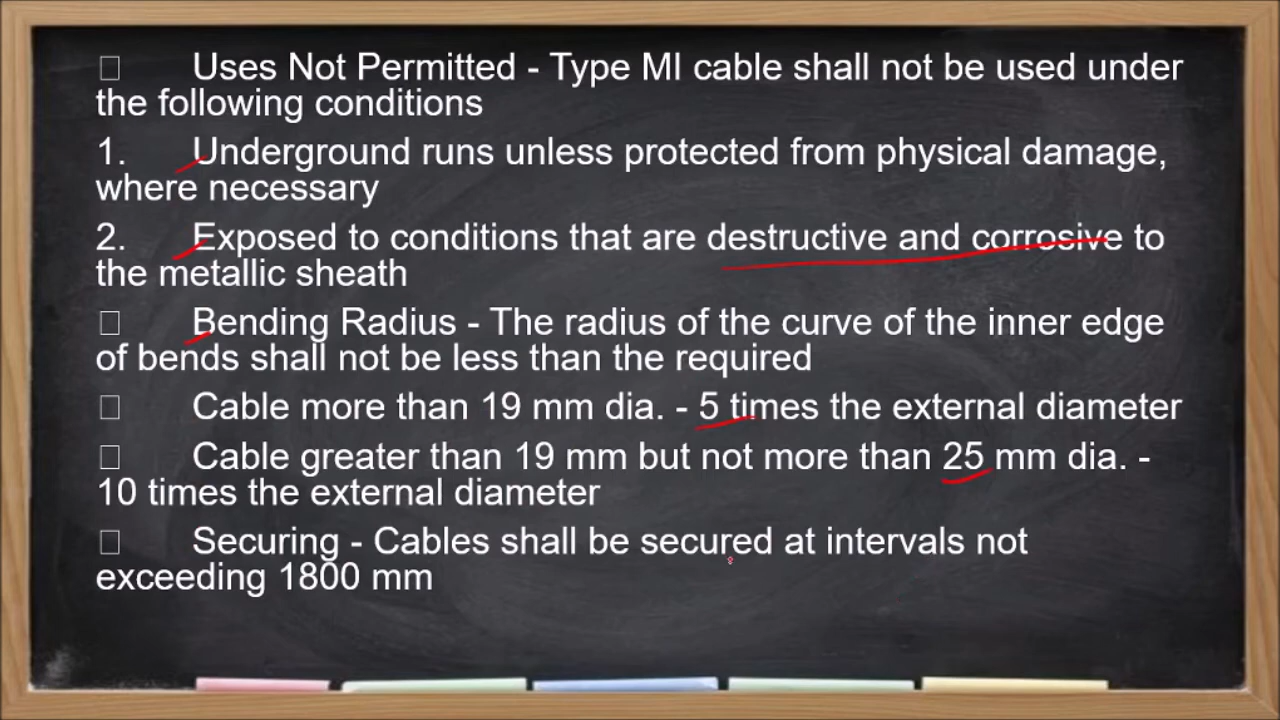 Uses Not Permitted - Type MI cable shall not be used under
the following conditions
1. Underground runs unless protected from physical damage,
where necessary
2. Exposed to conditions that are destructive and corrosive to
the metallic sheath
Bending Radius - The radius of the curve of the inner edge
of bends shall not be less than the required
Cable more than 19 mm dia. - 5 times the external diameter
Cable greater than 19 mm but not more than 25 mm dia. -
10 times the external diameter
Securing - Cables shall be secured at intervals not
exceeding 1800 mm